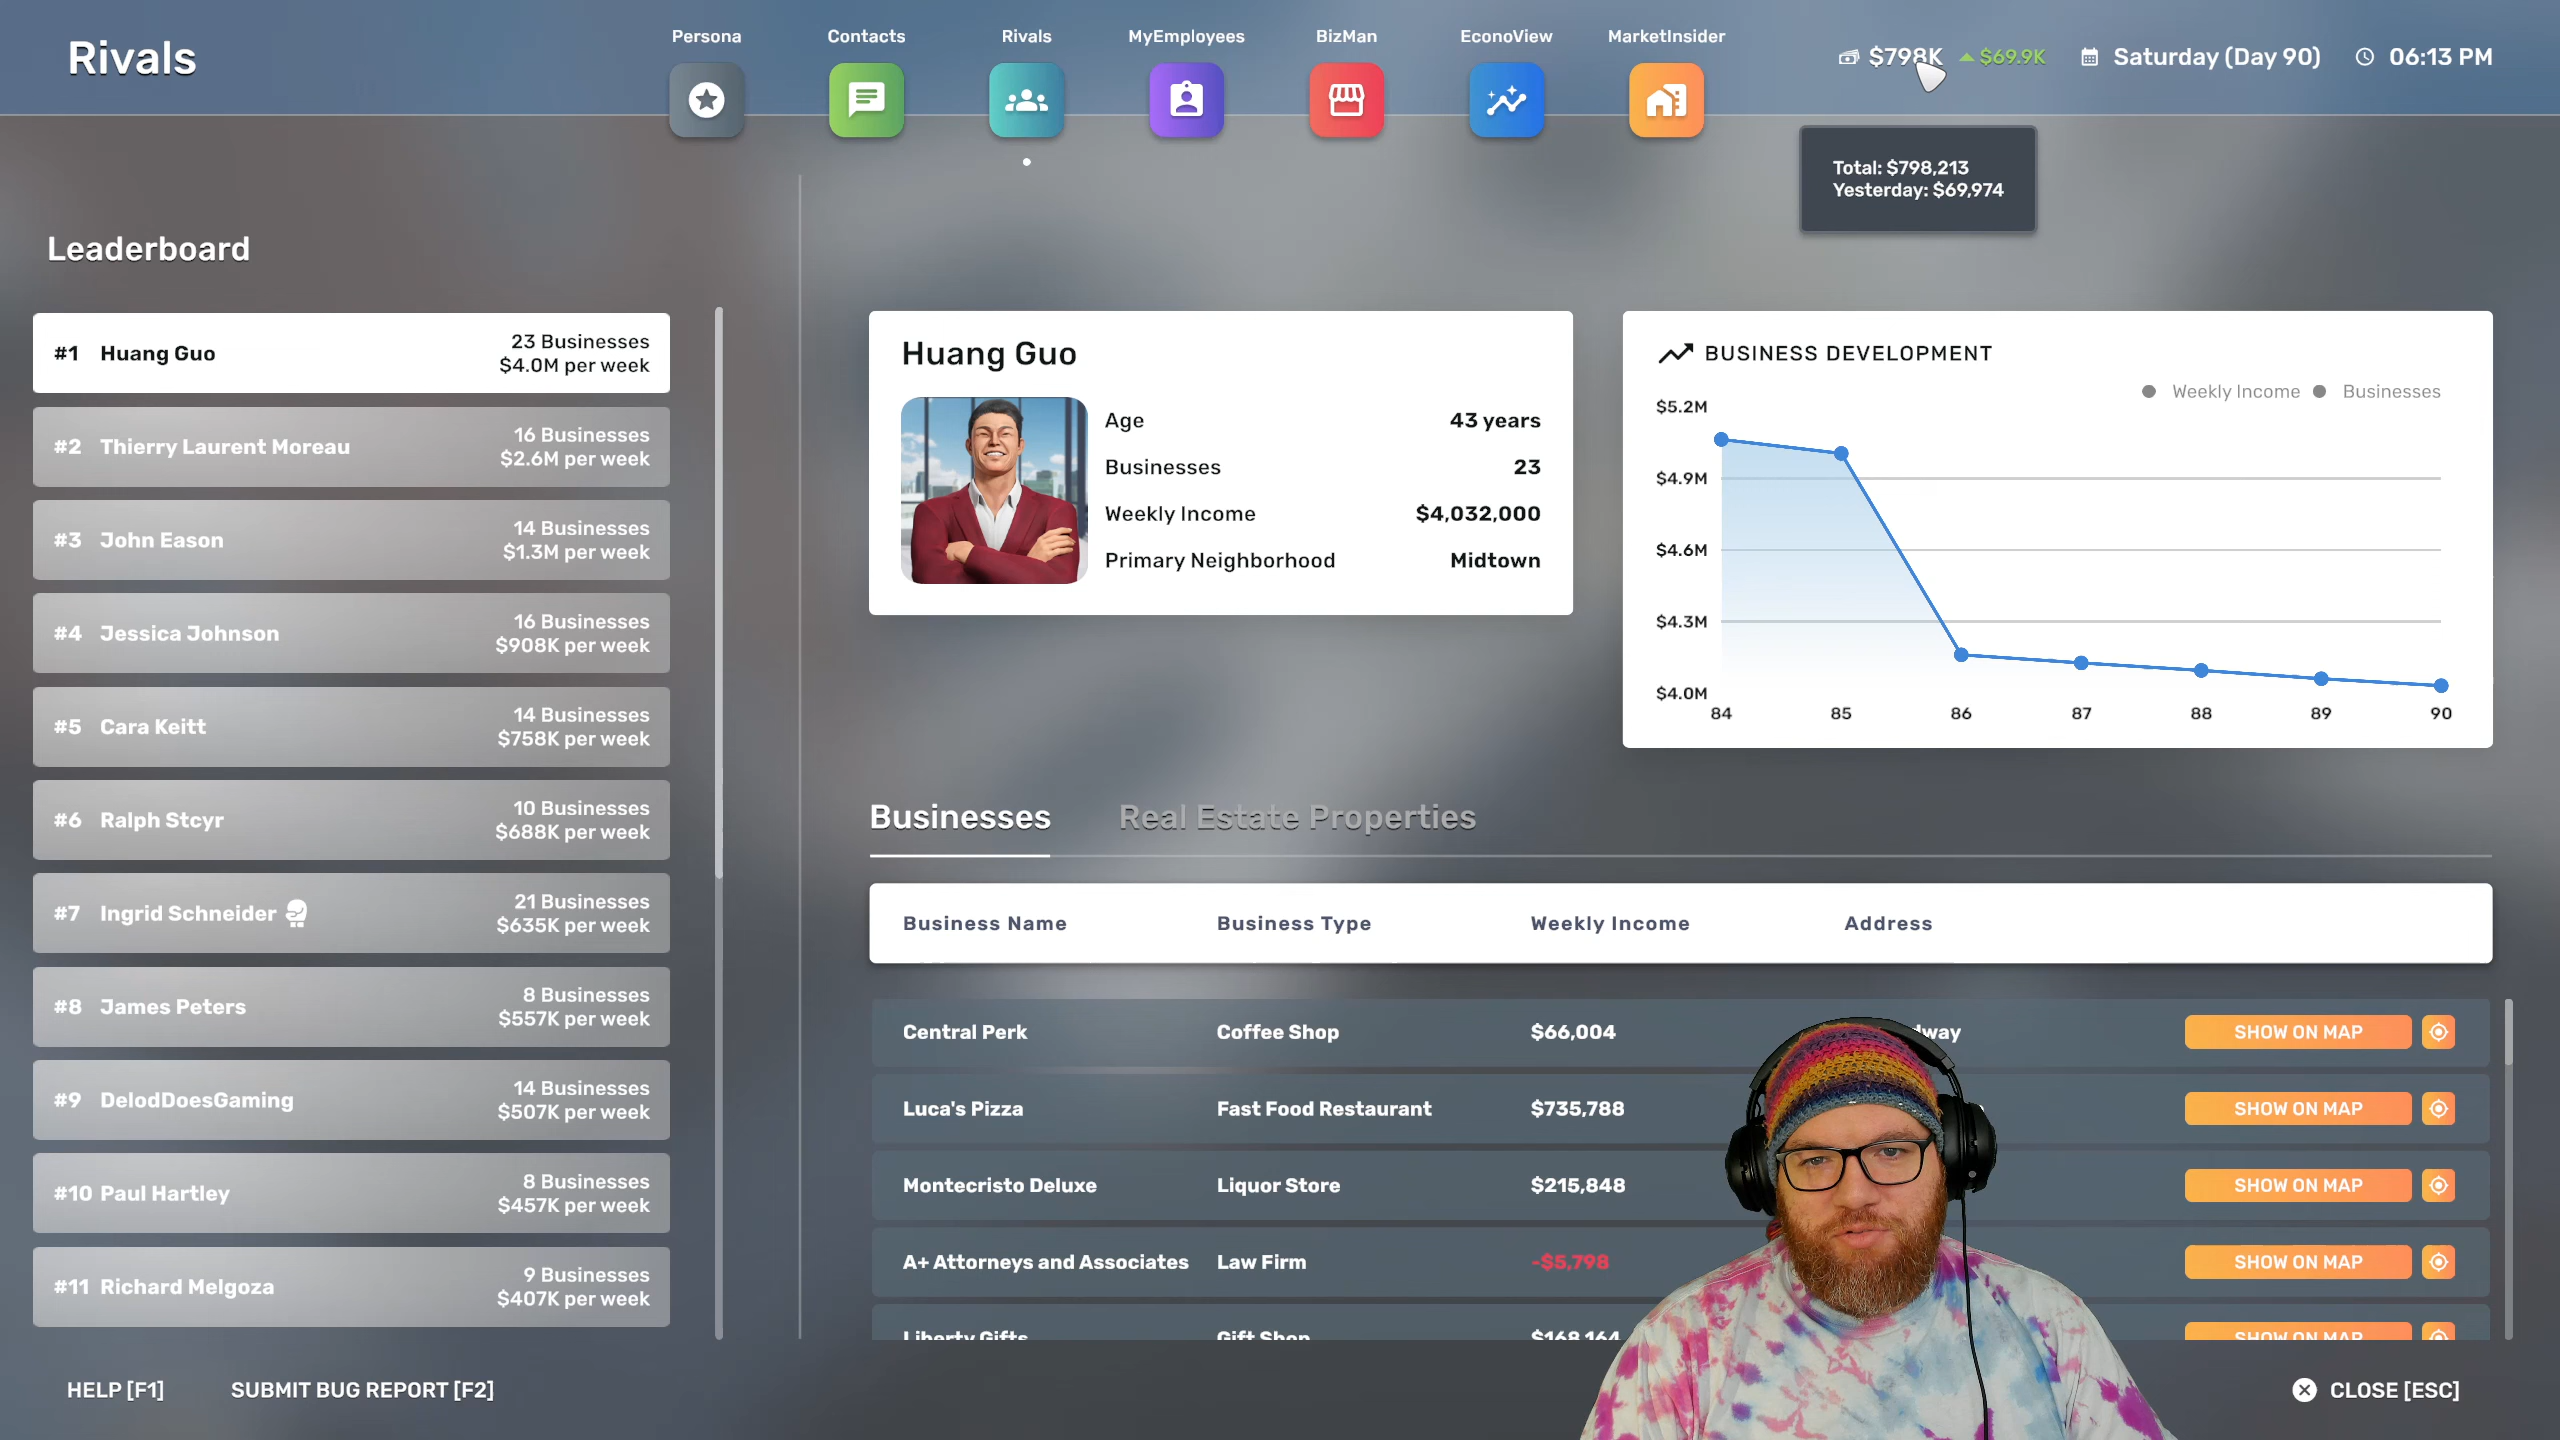 Rivals
Persona
Contacts
Rivals
MyEmployees
BizMan
EconoView
MarketInsider
$798K
$69.9K
Saturday (Day 90)
06:13 PM
Total: $798,213
Yesterday: $69,974
Leaderboard
#1 Huang Guo
23 Businesses
$4.0M per week
#2 Thierry Laurent Moreau
16 Businesses
$2.6M per week
#3 John Eason
14 Businesses
$1.3M per week
#4 Jessica Johnson
16 Businesses
$908K per week
#5 Cara Keitt
14 Businesses
$758K per week
#6 Ralph Stcyr
10 Businesses
$688K per week
#7 Ingrid Schneider
21 Businesses
$635K per week
#8 James Peters
8 Businesses
$557K per week
#9 DelodDoesGaming
14 Businesses
$507K per week
#10 Paul Hartley
8 Businesses
$457K per week
#11 Richard Melgoza
9 Businesses
$407K per week
Huang Guo
Age 43 years
Businesses 23
Weekly Income $4,032,000
Primary Neighborhood Midtown
BUSINESS DEVELOPMENT
Weekly Income Businesses
$5.2M
$4.9M
$4.6M
$4.3M
$4.0M
84 85 86 87 88 89 90
Businesses Real Estate Properties
Business Name Business Type Weekly Income Address
Central Perk Coffee Shop $66,004 SHOW ON MAP
Luca's Pizza Fast Food Restaurant $735,788 SHOW ON MAP
Montecristo Deluxe Liquor Store $215,848 SHOW ON MAP
A+ Attorneys and Associates Law Firm -$5,798 SHOW ON MAP
Liberty Gifts Gift Shop $168,164 SHOW ON MAP
HELP [F1]
SUBMIT BUG REPORT [F2]
CLOSE [ESC]